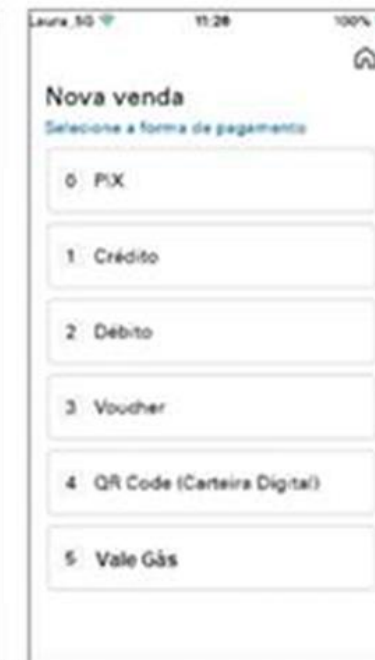 Laura_5G 11:28 100%
Nova venda
Selecione a forma de pagamento
0 PIX
1 Crédito
2 Débito
3 Voucher
4 QR Code (Carteira Digital)
5 Vale Gás